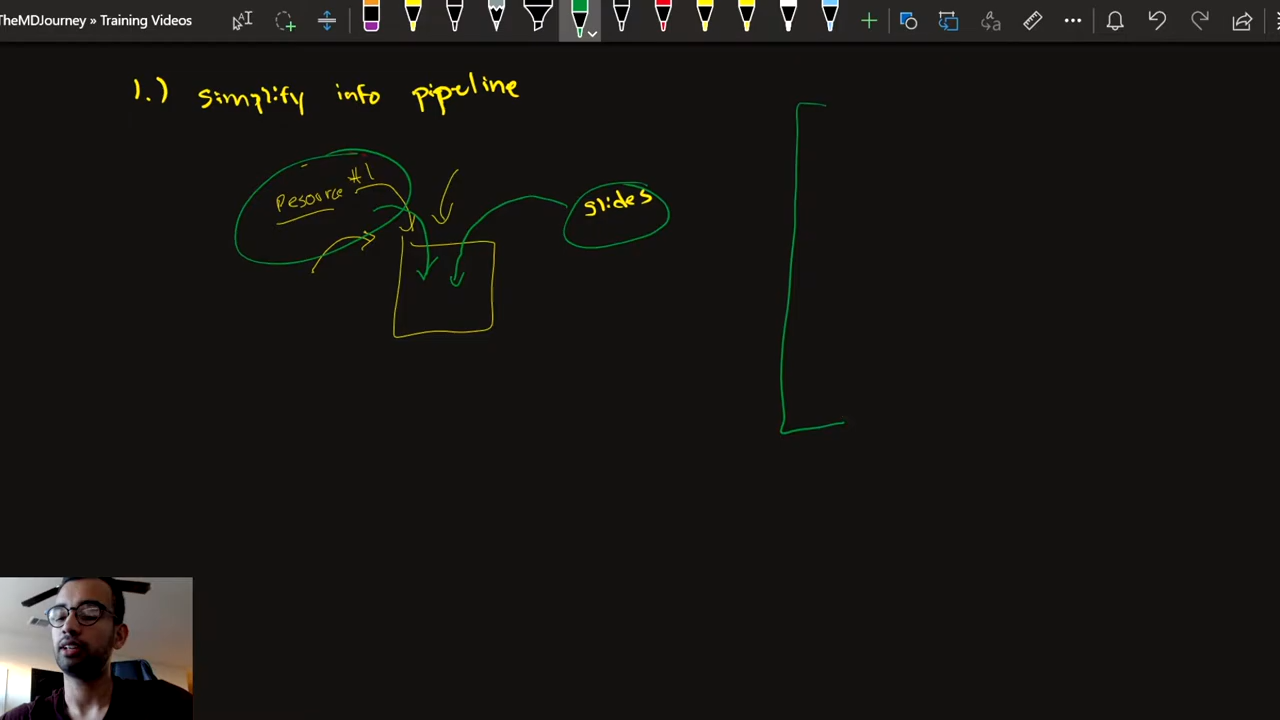 TheMDJourney » Training Videos
1.) simplify info pipeline
Resource #1
slides